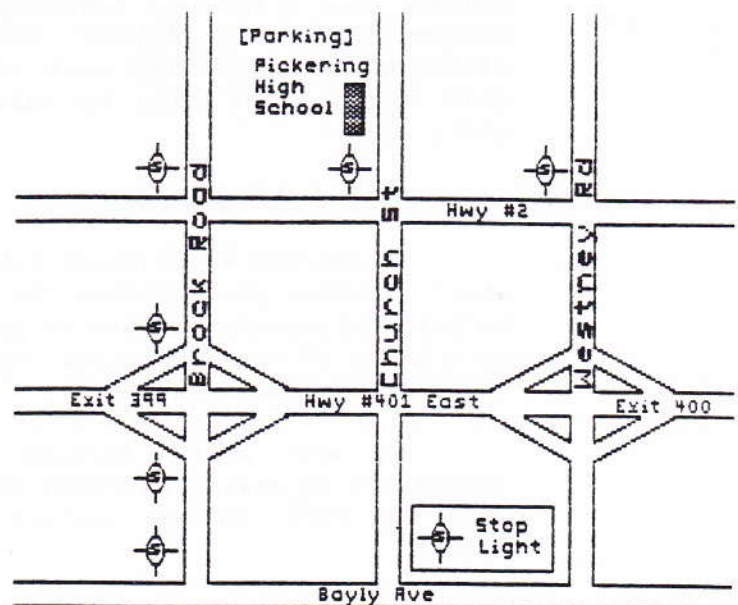 [Parking]
Pickering
High
School
Hwy #2
Brock Road
Church St
Westney Rd
Exit 399
Hwy #401 East
Exit 400
Stop
Light
Bayly Ave